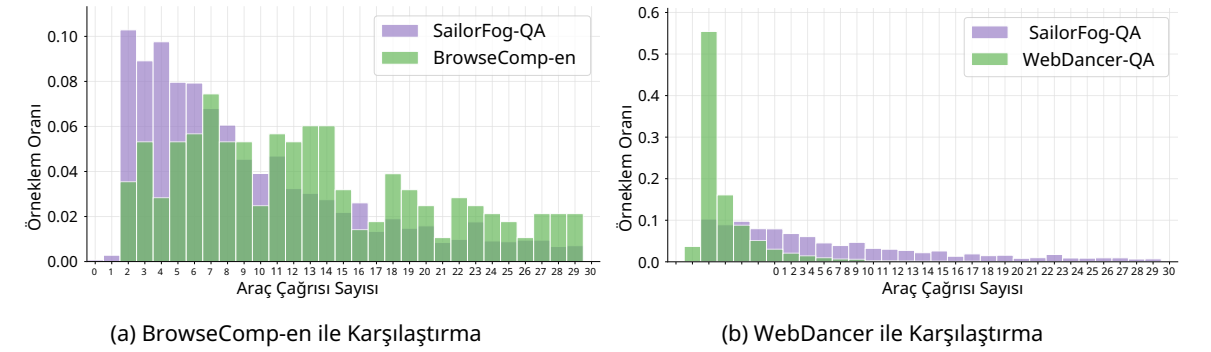 SailorFog-QA
BrowseComp-en
0.10
0.08
0.06
0.04
0.02
0.00
Örneklem Oranı
0 1 2 3 4 5 6 7 8 9 10 11 12 13 14 15 16 17 18 19 20 21 22 23 24 25 26 27 28 29 30
Araç Çağrısı Sayısı
(a) BrowseComp-en ile Karşılaştırma
SailorFog-QA
WebDancer-QA
0.6
0.5
0.4
0.3
0.2
0.1
0.0
Örneklem Oranı
0 1 2 3 4 5 6 7 8 9 10 11 12 13 14 15 16 17 18 19 20 21 22 23 24 25 26 27 28 29 30
Araç Çağrısı Sayısı
(b) WebDancer ile Karşılaştırma